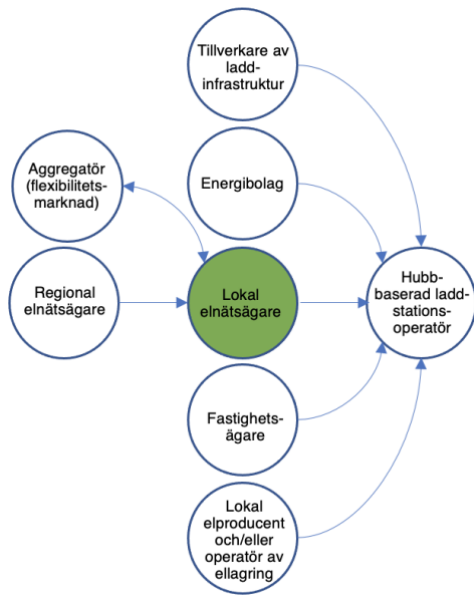 Tillverkare av
ladd-
infrastruktur
Aggregatör
(flexibilitets-
marknad)
Energibolag
Regional
elnätsägare
Lokal
elnätsägare
Hubb-
baserad ladd-
stations-
operatör
Fastighets-
ägare
Lokal
elproducent
och/eller
operatör av
ellagring